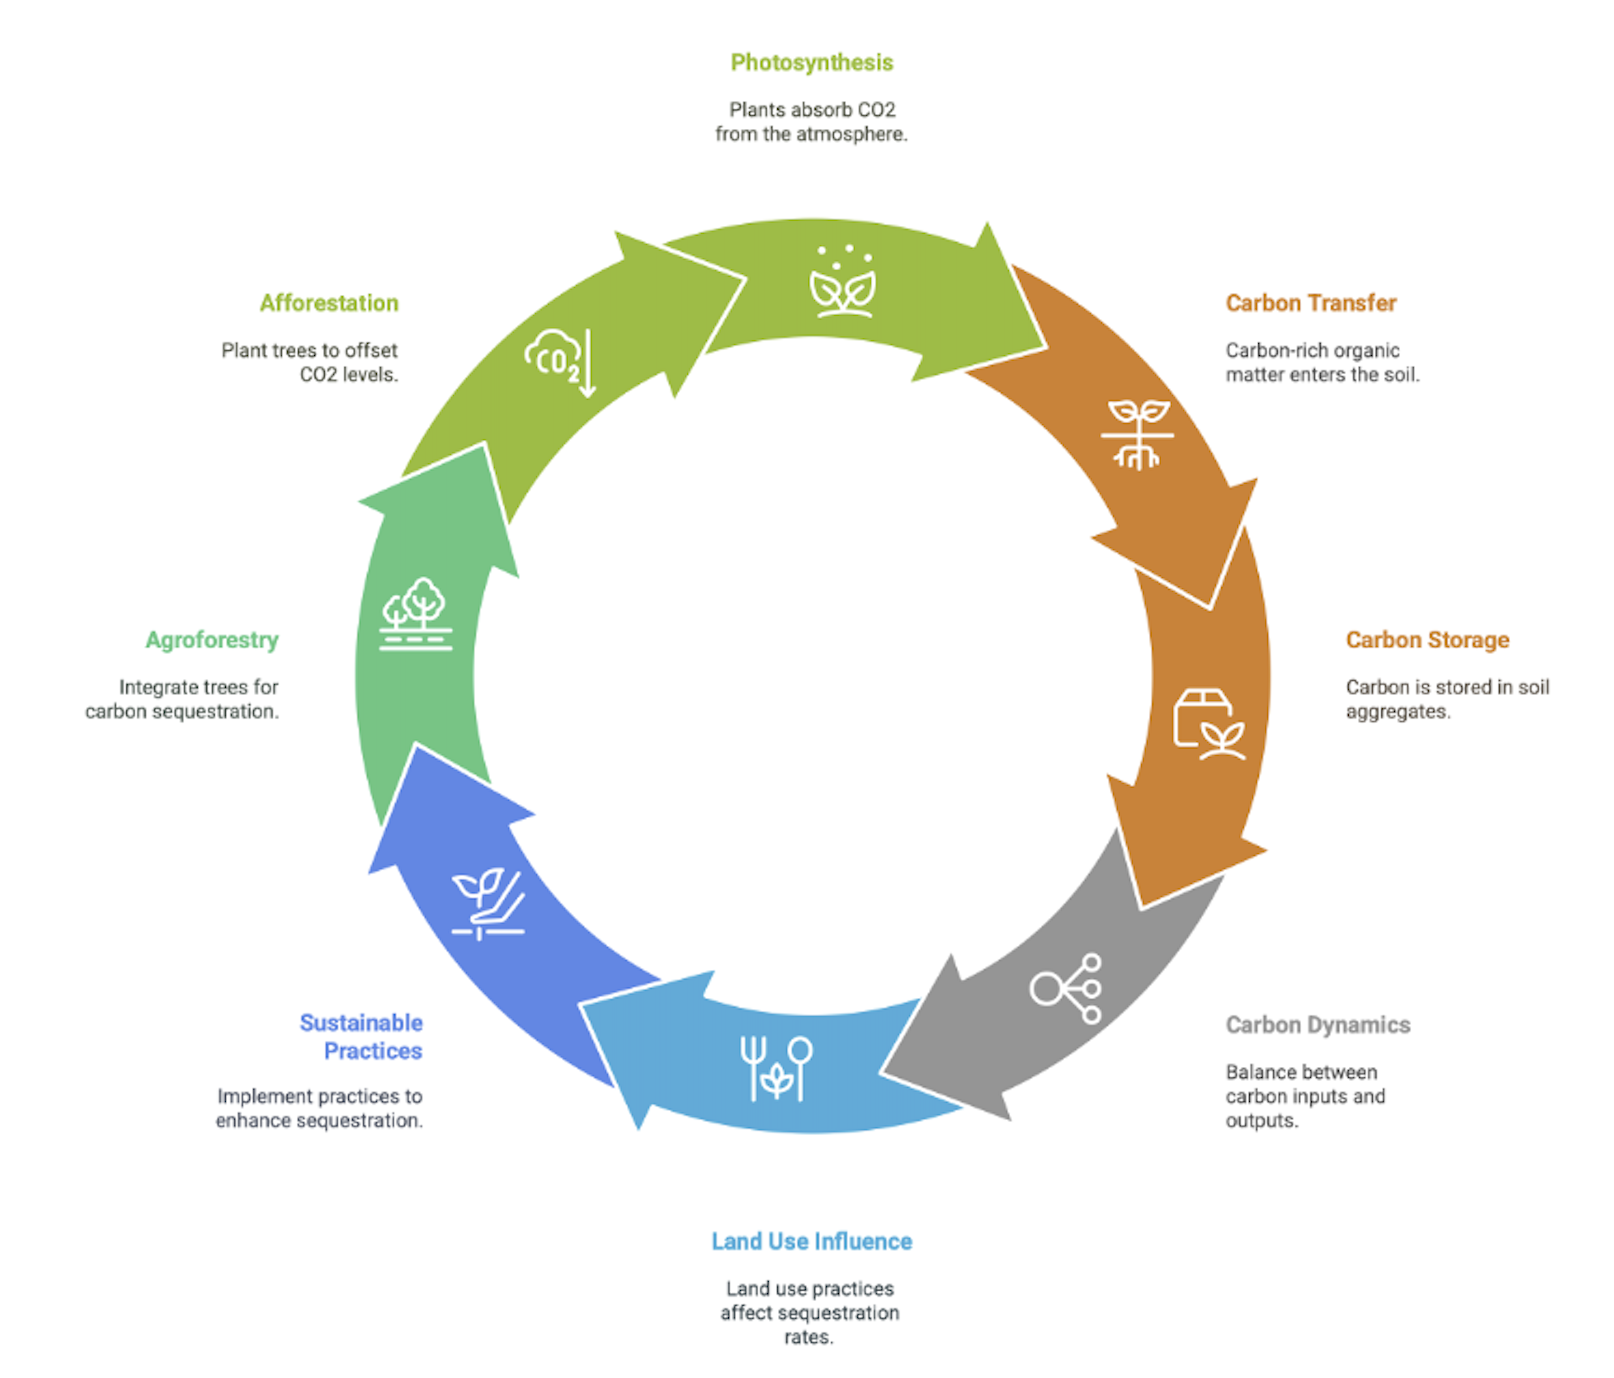 Photosynthesis
Plants absorb CO2
from the atmosphere.
Carbon Transfer
Carbon-rich organic
matter enters the soil.
Carbon Storage
Carbon is stored in soil
aggregates.
Carbon Dynamics
Balance between
carbon inputs and
outputs.
Land Use Influence
Land use practices
affect sequestration
rates.
Sustainable
Practices
Implement practices to
enhance sequestration.
Agroforestry
Integrate trees for
carbon sequestration.
Afforestation
Plant trees to offset
CO2 levels.
CO2